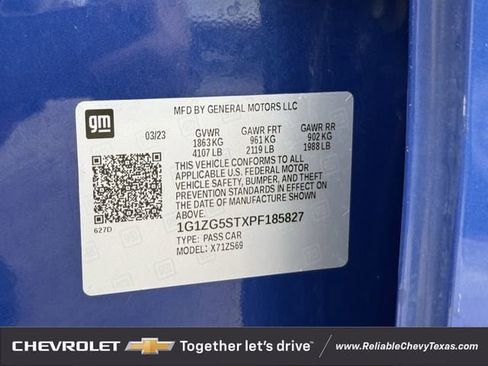 gm
MFD BY GENERAL MOTORS LLC
03/23 GVWR GAWR FRT GAWR RR
1863 KG 961 KG 902 KG
4107 LB 2119 LB 1988 LB
THIS VEHICLE CONFORMS TO ALL
APPLICABLE U.S. FEDERAL MOTOR
VEHICLE SAFETY, BUMPER, AND THEFT
PREVENTION STANDARDS IN EFFECT ON
THE DATE OF MANUFACTURE SHOWN
ABOVE.
627D
1G1ZG5STXPF185827
TYPE: PASS CAR
MODEL: X71ZS69
CHEVROLET Together let's drive™ www.ReliableChevyTexas.com